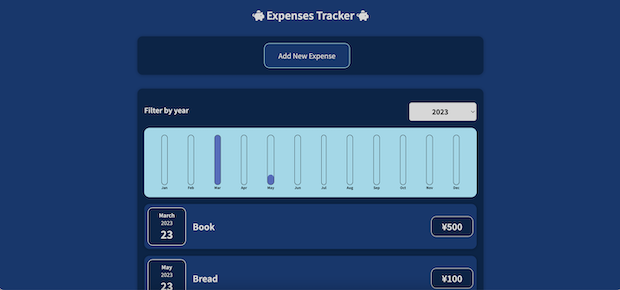 Expenses Tracker
Add New Expense
Filter by year
2023
Jan Feb Mar Apr May Jun Jul Aug Sep Oct Nov Dec
March
2023
23
Book
¥500
May
2023
23
Bread
¥100